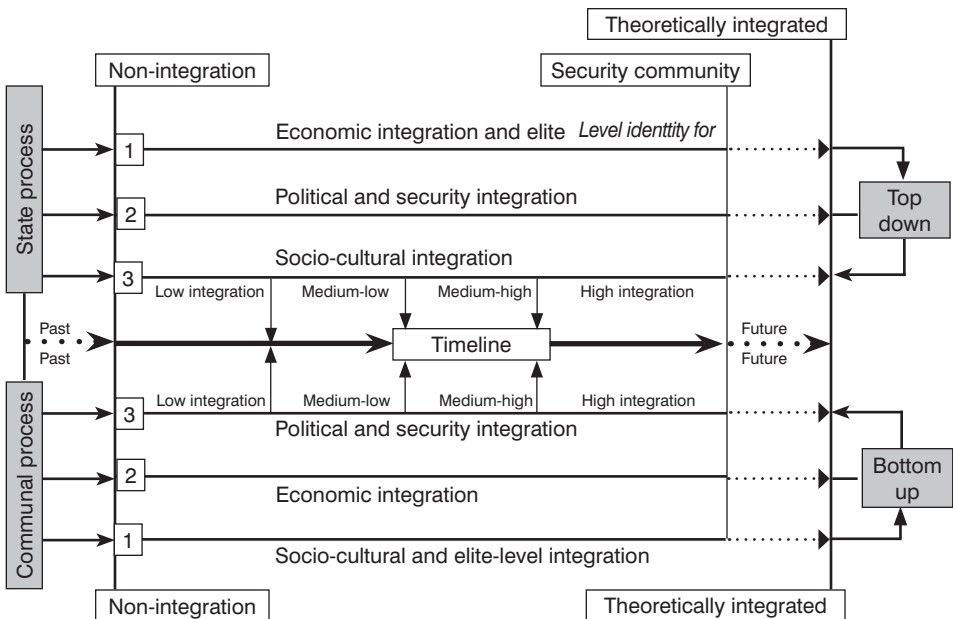 Theoretically integrated
Non-integration
Security community
State process
1
Economic integration and elite Level identtity for
2
Political and security integration
Top
down
3
Socio-cultural integration
Low integration
Medium-low
Medium-high
High integration
Past
Past
Timeline
Future
Future
Communal process
Low integration
Medium-low
Medium-high
High integration
3
Political and security integration
2
Economic integration
Bottom
up
1
Socio-cultural and elite-level integration
Non-integration
Theoretically integrated